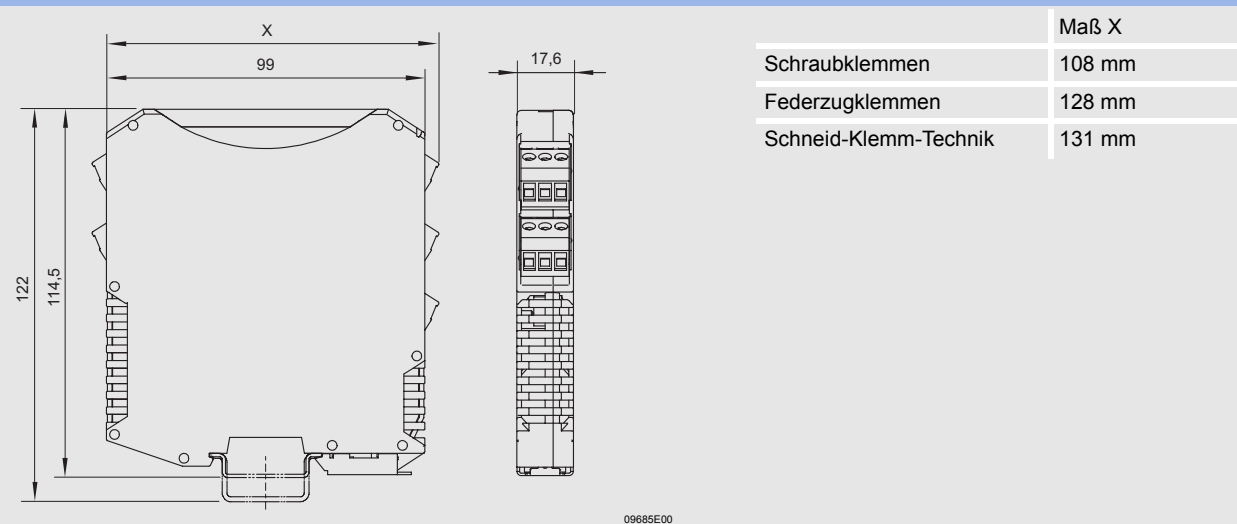 X
99
17,6
122
114,5
Maß X
Schraubklemmen 108 mm
Federzugklemmen 128 mm
Schneid-Klemm-Technik 131 mm
09685E00